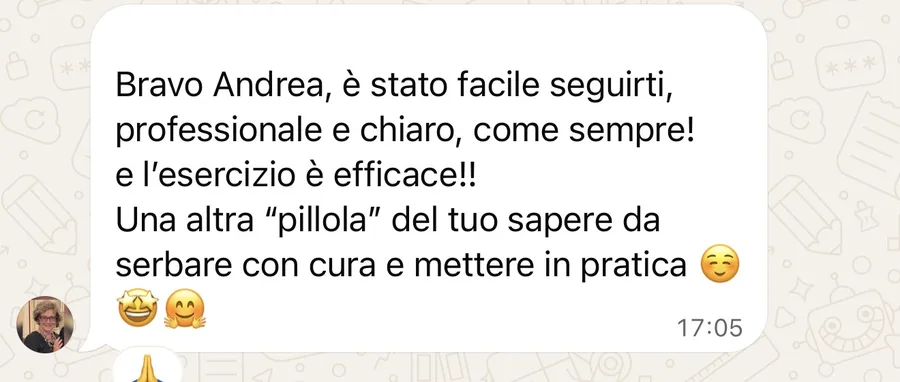 Bravo Andrea, è stato facile seguirti,
professionale e chiaro, come sempre!
e l’esercizio è efficace!!
Una altra “pillola” del tuo sapere da
serbare con cura e mettere in pratica ☺️
🤩🤗
17:05